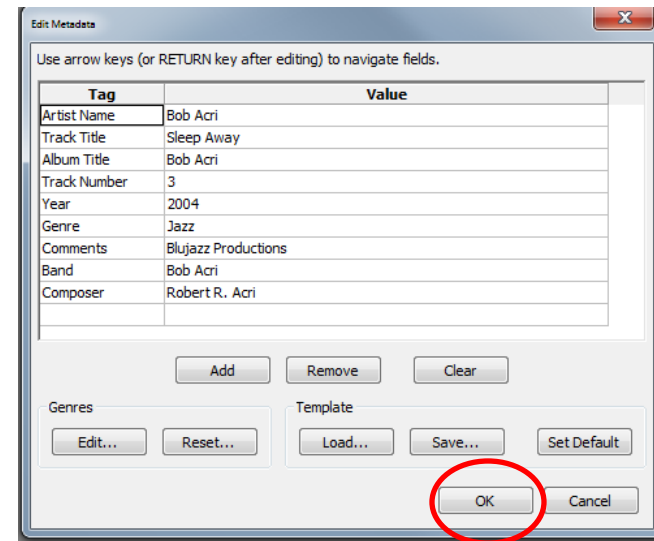 Edit Metadata
X
Use arrow keys (or RETURN key after editing) to navigate fields.
Tag Value
Artist Name Bob Acri
Track Title Sleep Away
Album Title Bob Acri
Track Number 3
Year 2004
Genre Jazz
Comments Blujazz Productions
Band Bob Acri
Composer Robert R. Acri
Add Remove Clear
Genres Template
Edit... Reset... Load... Save... Set Default
OK Cancel